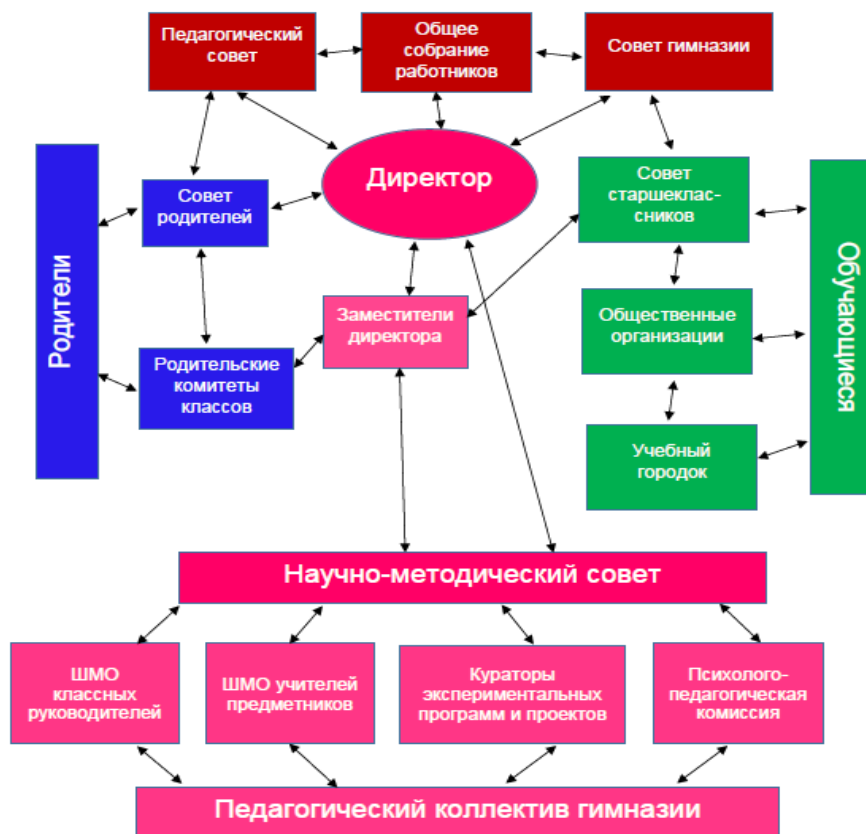 Педагогический
совет
Общее
собрание
работников
Совет гимназии
Директор
Родители
Совет
родителей
Совет
старшеклас-
сников
Обучающиеся
Заместители
директора
Общественные
организации
Родительские
комитеты
классов
Учебный
городок
Научно-методический совет
ШМО
классных
руководителей
ШМО учителей
предметников
Кураторы
экспериментальных
программ и проектов
Психолого-
педагогическая
комиссия
Педагогический коллектив гимназии